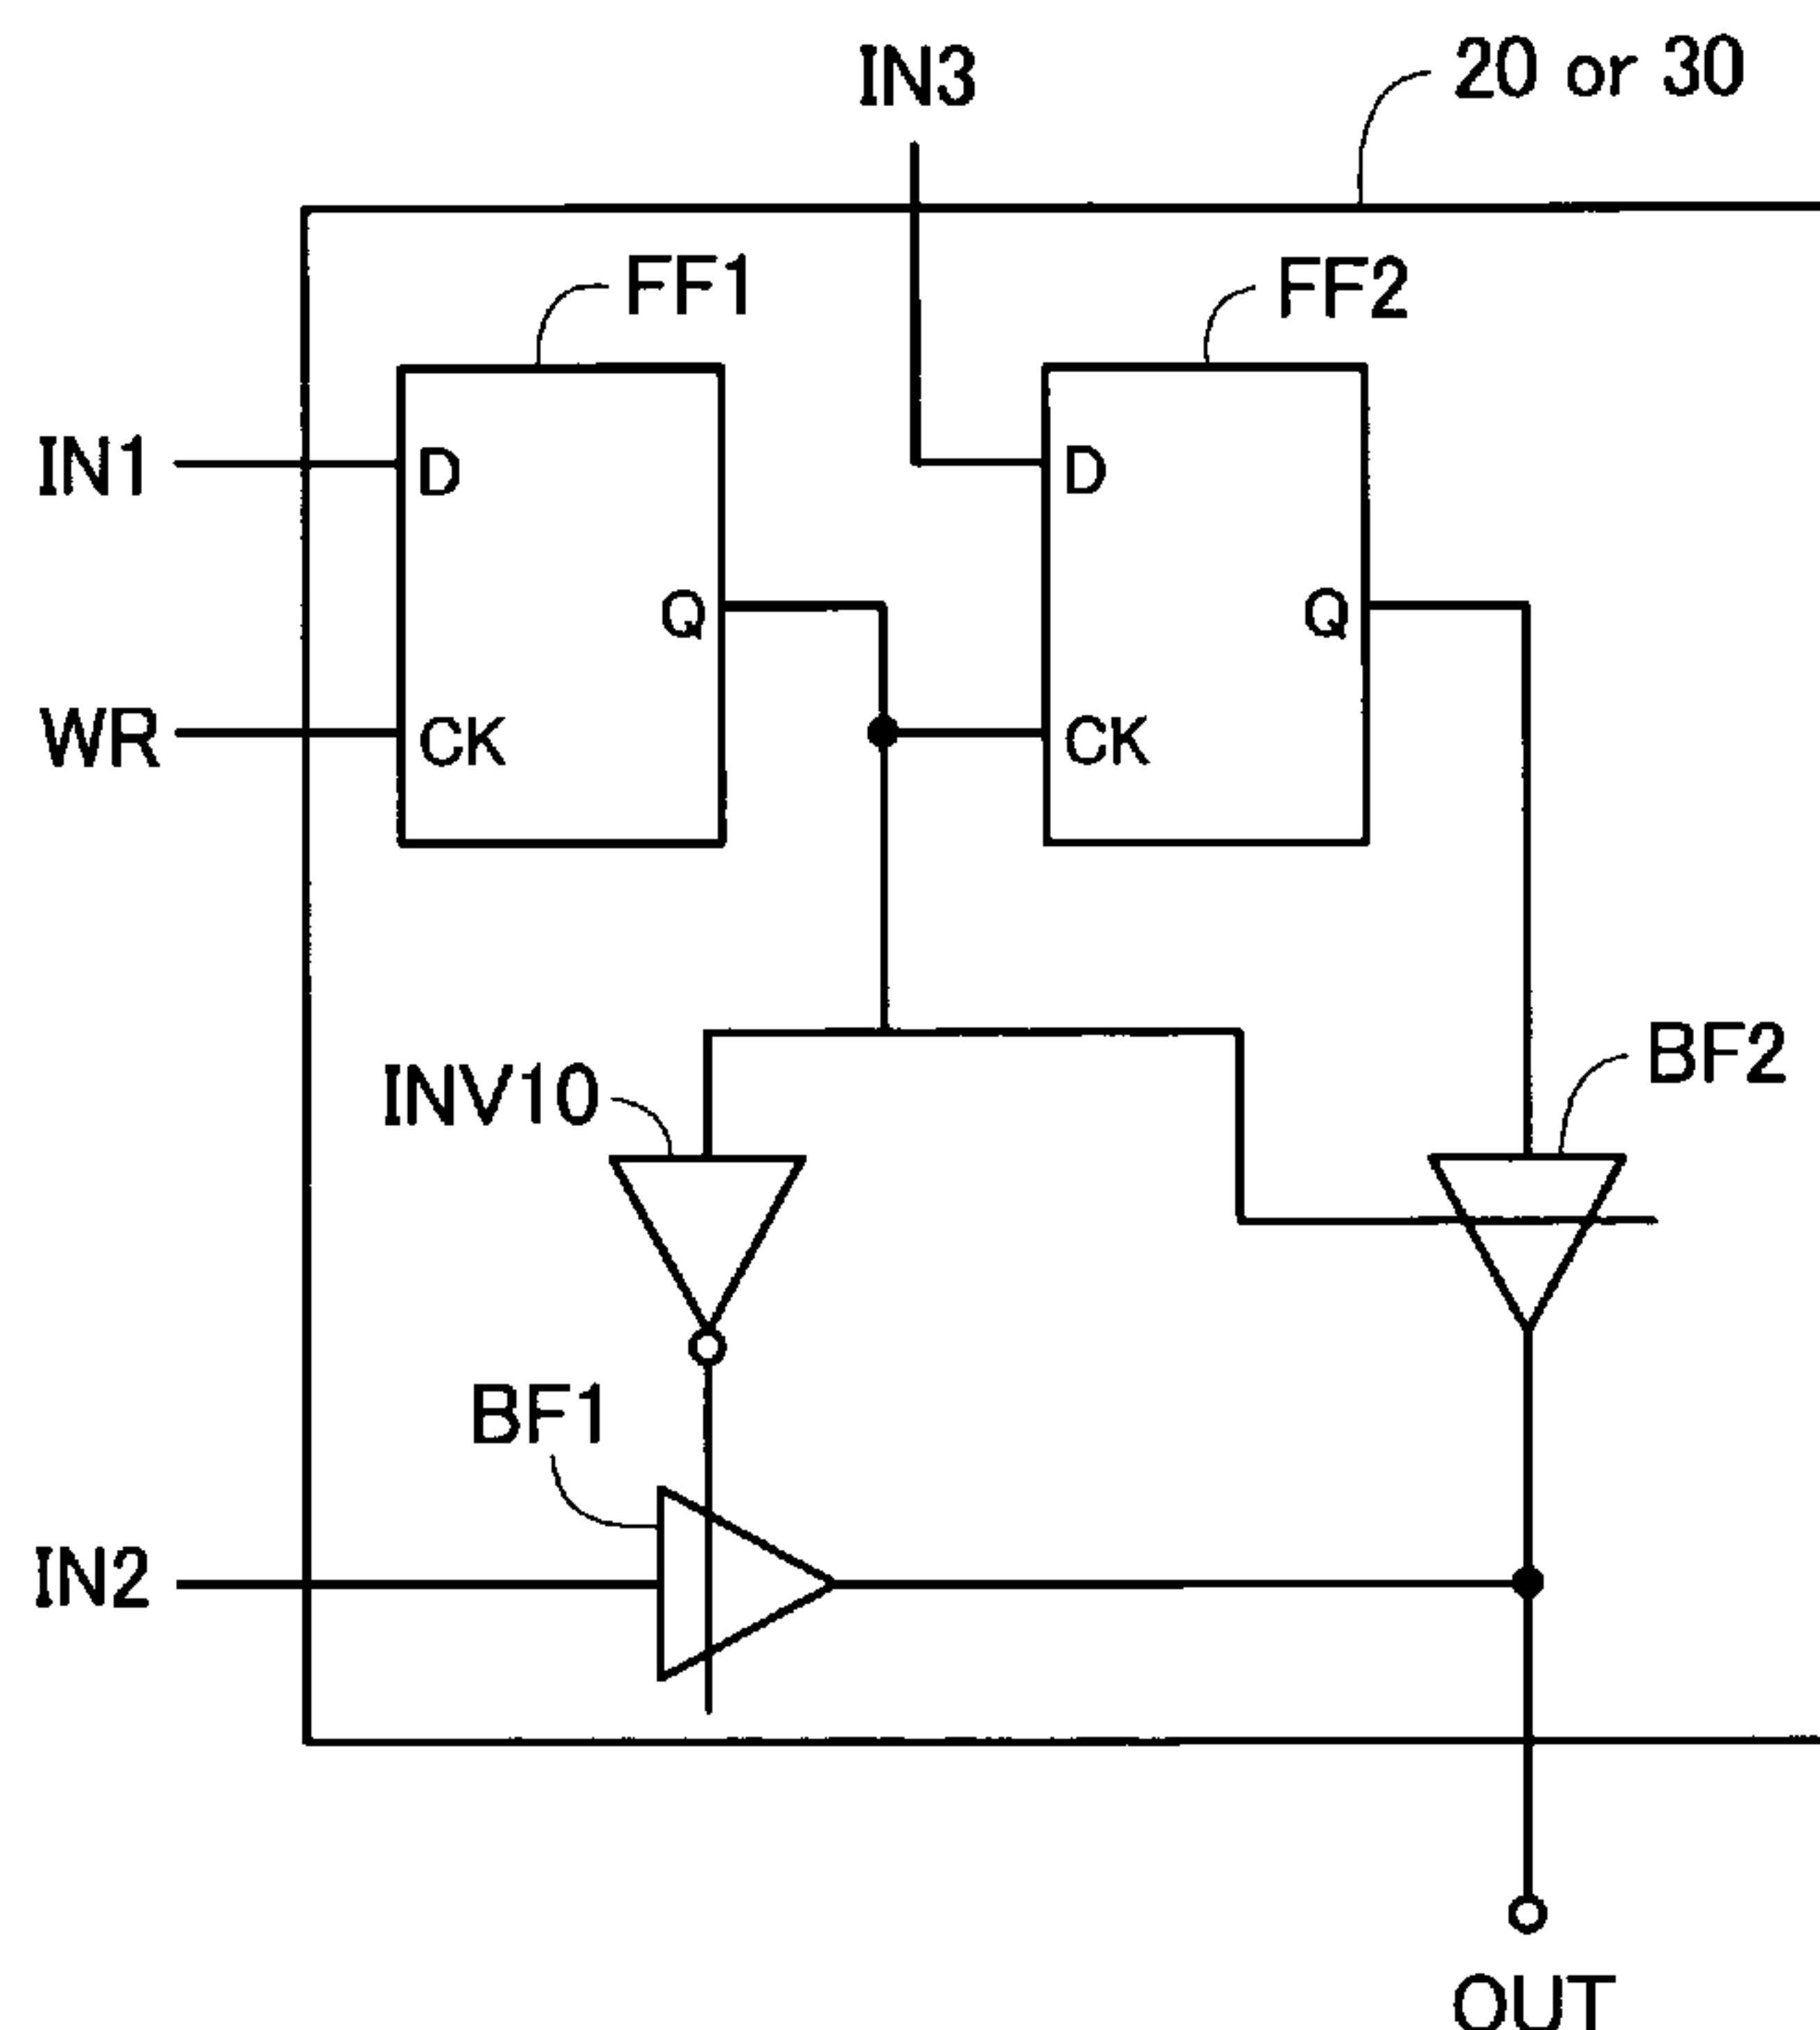 IN3
20 or 30
FF1
FF2
IN1
D
D
Q
Q
WR
CK
CK
INV10
BF2
BF1
IN2
OUT